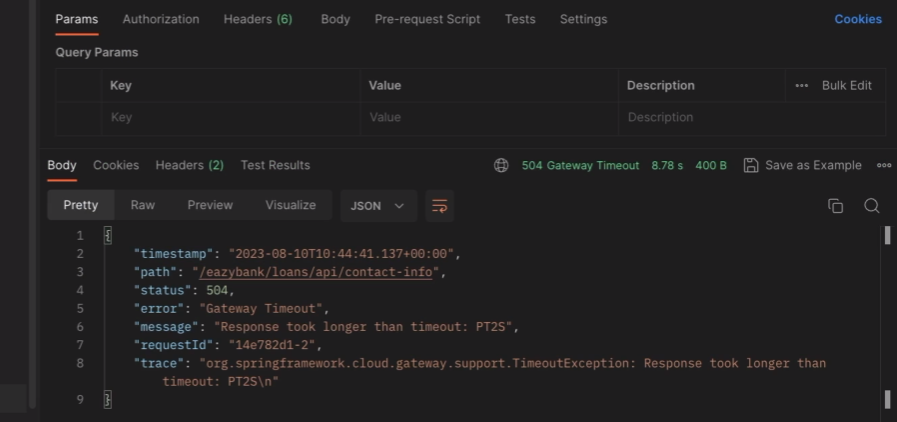 Params Authorization Headers (6) Body Pre-request Script Tests Settings Cookies
Query Params
Key Value Description ••• Bulk Edit
Key Value Description
Body Cookies Headers (2) Test Results 504 Gateway Timeout 8.78 s 400 B Save as Example
Pretty Raw Preview Visualize JSON
1 {
2 "timestamp": "2023-08-10T10:44:41.137+00:00",
3 "path": "/eazybank/loans/api/contact-info",
4 "status": 504,
5 "error": "Gateway Timeout",
6 "message": "Response took longer than timeout: PT2S",
7 "requestId": "14e782d1-2",
8 "trace": "org.springframework.cloud.gateway.support.TimeoutException: Response took longer than
timeout: PT2S\n"
9 }